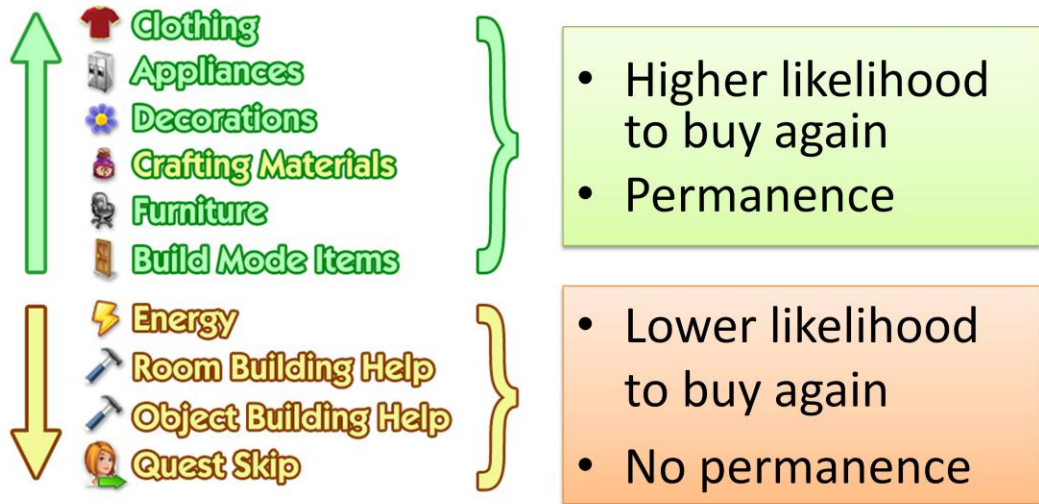 Clothing
Appliances
Decorations
Crafting Materials
Furniture
Build Mode Items
• Higher likelihood
to buy again
• Permanence
Energy
Room Building Help
Object Building Help
Quest Skip
• Lower likelihood
to buy again
• No permanence